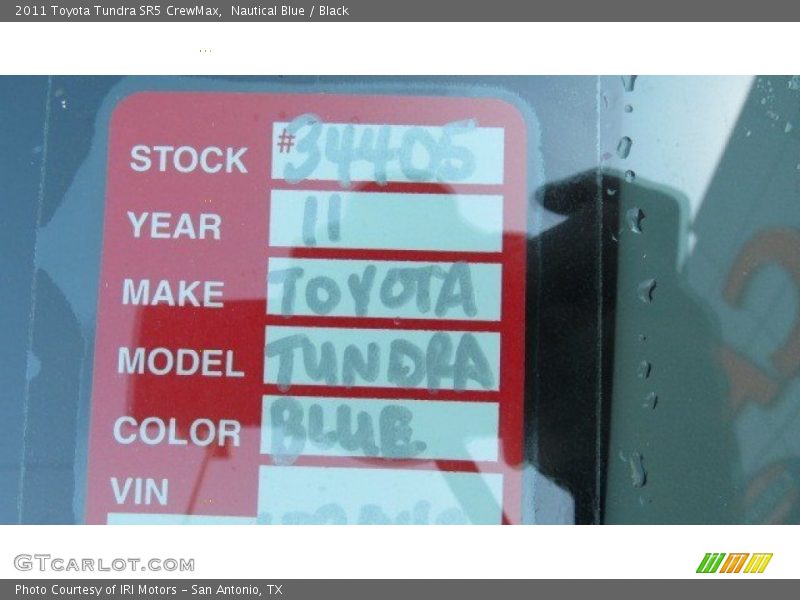 2011 Toyota Tundra SR5 CrewMax,  Nautical Blue / Black
STOCK #34405
YEAR 11
MAKE TOYOTA
MODEL TUNDRA
COLOR BLUE
VIN
GTCARLOT.COM
Photo Courtesy of IRI Motors – San Antonio, TX